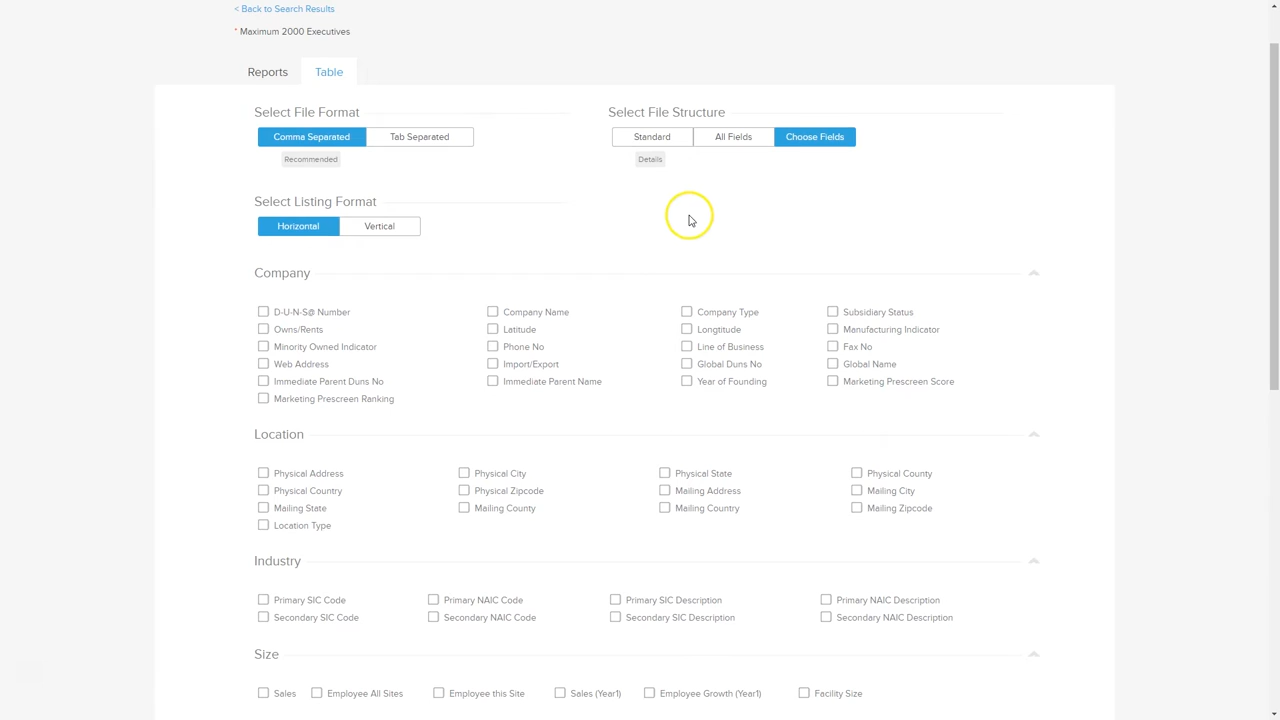 < Back to Search Results
* Maximum 2000 Executives
Reports Table
Select File Format Select File Structure
Comma Separated Tab Separated Standard All Fields Choose Fields
Recommended Details
Select Listing Format
Horizontal Vertical
Company
D-U-N-S@ Number Company Name Company Type Subsidiary Status
Owns/Rents Latitude Longtitude Manufacturing Indicator
Minority Owned Indicator Phone No Line of Business Fax No
Web Address Import/Export Global Duns No Global Name
Immediate Parent Duns No Immediate Parent Name Year of Founding Marketing Prescreen Score
Marketing Prescreen Ranking
Location
Physical Address Physical City Physical State Physical County
Physical Country Physical Zipcode Mailing Address Mailing City
Mailing State Mailing County Mailing Country Mailing Zipcode
Location Type
Industry
Primary SIC Code Primary NAIC Code Primary SIC Description Primary NAIC Description
Secondary SIC Code Secondary NAIC Code Secondary SIC Description Secondary NAIC Description
Size
Sales Employee All Sites Employee this Site Sales (Year1) Employee Growth (Year1) Facility Size